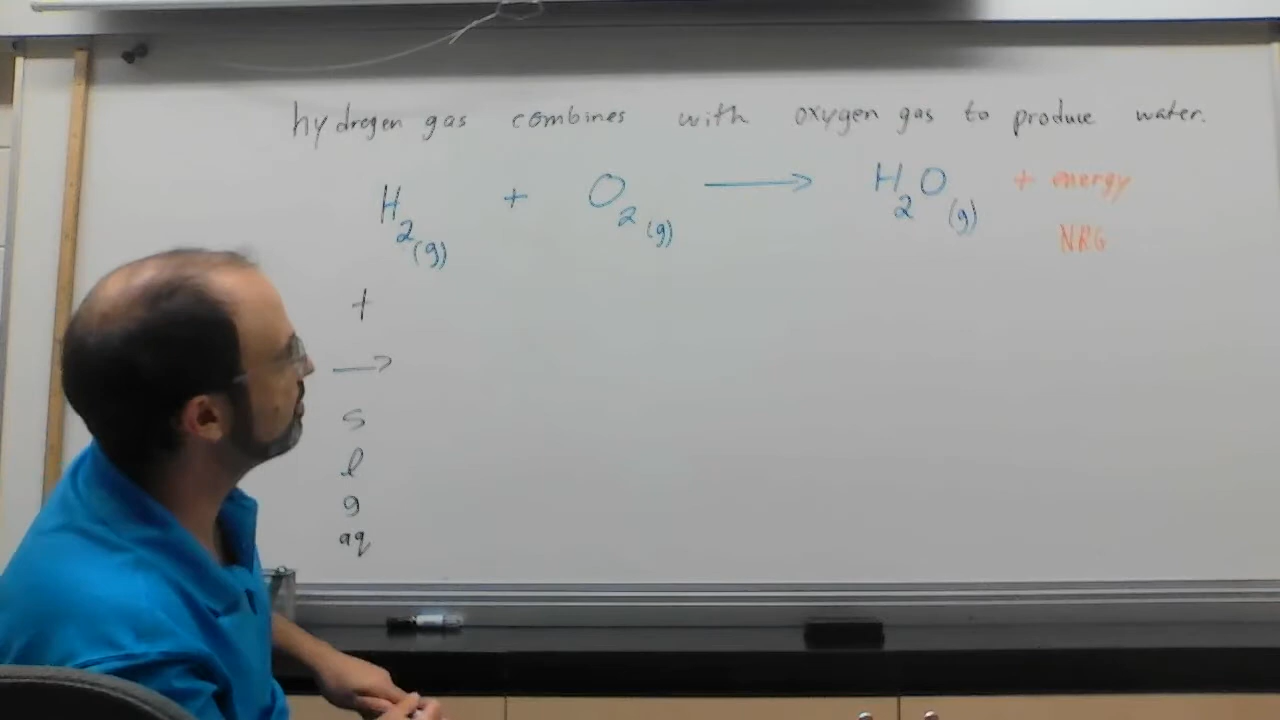 hydrogen gas combines with oxygen gas to produce water.
H2(g) + O2(g) → H2O(g) + energy
NRG
+
→
s
l
g
aq